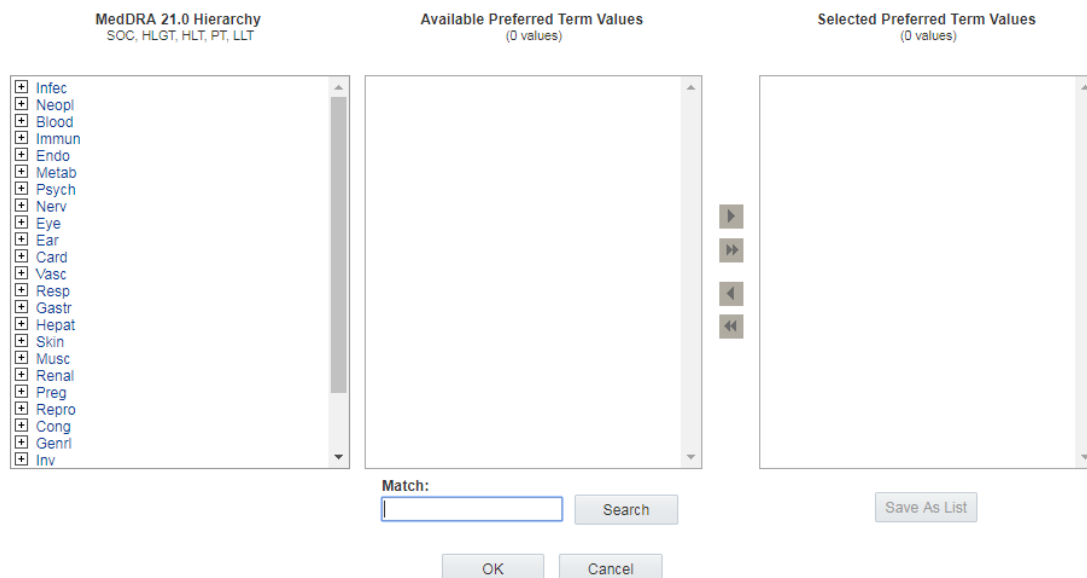 MedDRA 21.0 Hierarchy
SOC, HLGT, HLT, PT, LLT
Available Preferred Term Values
(0 values)
Selected Preferred Term Values
(0 values)
Infec
Neopl
Blood
Immun
Endo
Metab
Psych
Nerv
Eye
Ear
Card
Vasc
Resp
Gastr
Hepat
Skin
Musc
Renal
Preg
Repro
Cong
Genrl
Inv
Match:
Search
Save As List
OK
Cancel